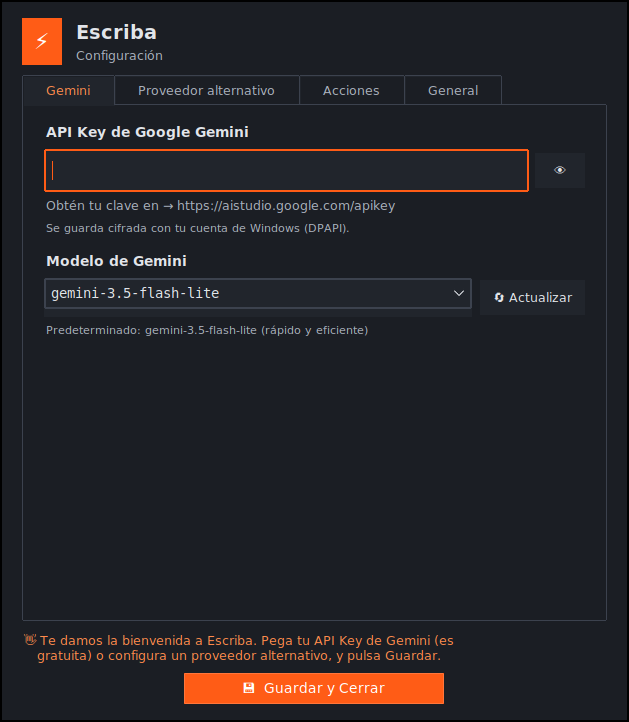 Escriba
Configuración
Gemini
Proveedor alternativo
Acciones
General
API Key de Google Gemini
Obtén tu clave en → https://aistudio.google.com/apikey
Se guarda cifrada con tu cuenta de Windows (DPAPI).
Modelo de Gemini
gemini-3.5-flash-lite
Actualizar
Predeterminado: gemini-3.5-flash-lite (rápido y eficiente)
👋 Te damos la bienvenida a Escriba. Pega tu API Key de Gemini (es
gratuita) o configura un proveedor alternativo, y pulsa Guardar.
💾 Guardar y Cerrar